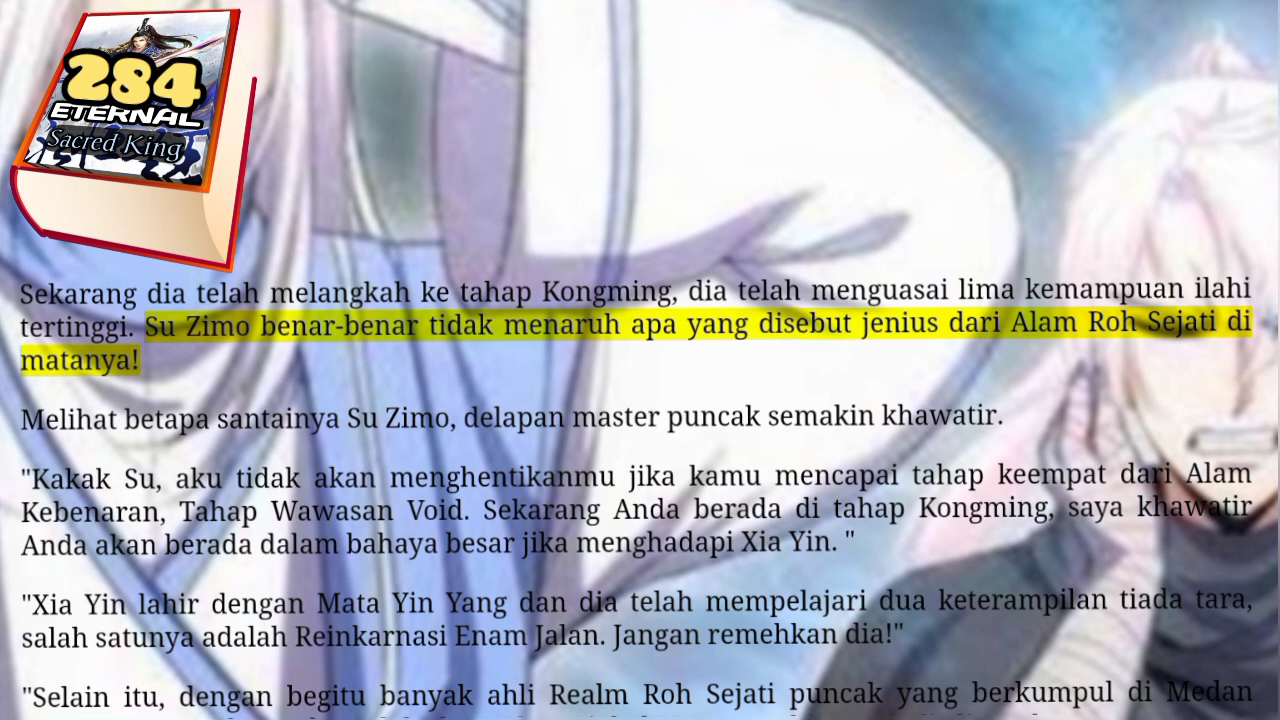 284
ETERNAL
Sacred King
Sekarang dia telah melangkah ke tahap Kongming, dia telah menguasai lima kemampuan ilahi
tertinggi. Su Zimo benar-benar tidak menaruh apa yang disebut jenius dari Alam Roh Sejati di
matanya!
Melihat betapa santainya Su Zimo, delapan master puncak semakin khawatir.
"Kakak Su, aku tidak akan menghentikanmu jika kamu mencapai tahap keempat dari Alam
Kebenaran, Tahap Wawasan Void. Sekarang Anda berada di tahap Kongming, saya khawatir
Anda akan berada dalam bahaya besar jika menghadapi Xia Yin. "
"Xia Yin lahir dengan Mata Yin Yang dan dia telah mempelajari dua keterampilan tiada tara,
salah satunya adalah Reinkarnasi Enam Jalan. Jangan remehkan dia!"
"Selain itu, dengan begitu banyak ahli Realm Roh Sejati puncak yang berkumpul di Medan